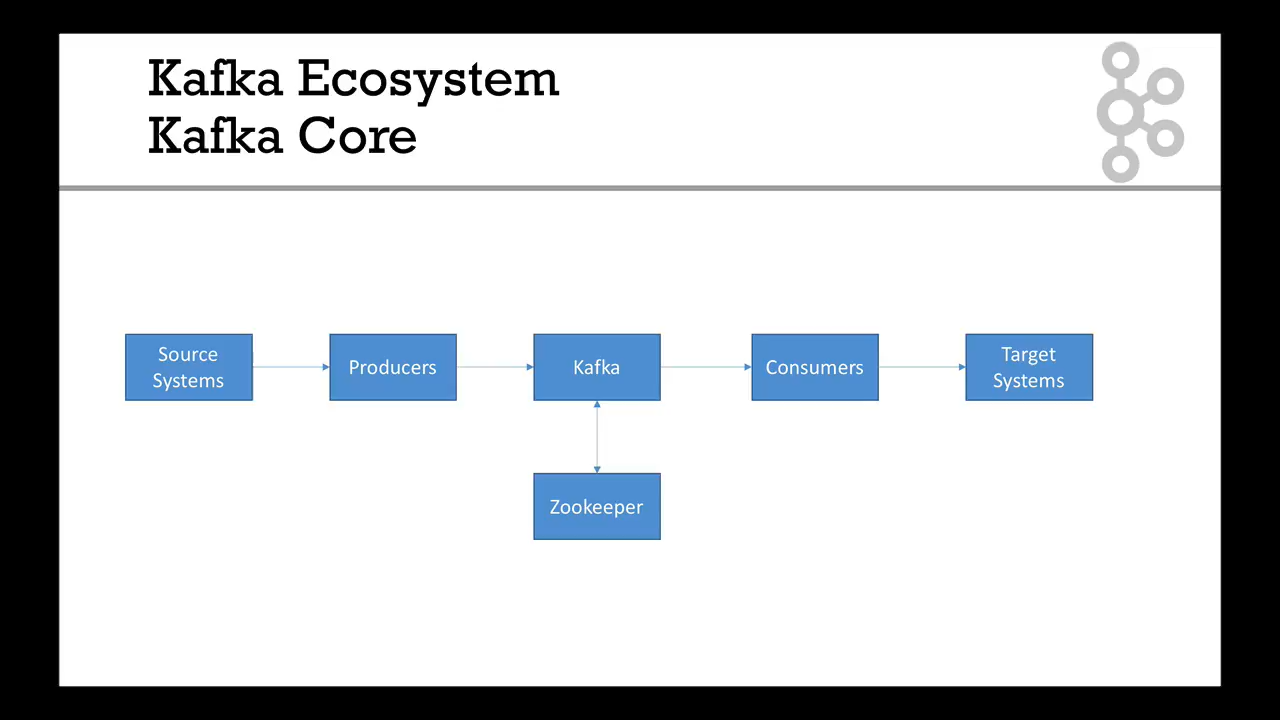 Kafka Ecosystem
Kafka Core
Source
Systems
Producers
Kafka
Consumers
Target
Systems
Zookeeper